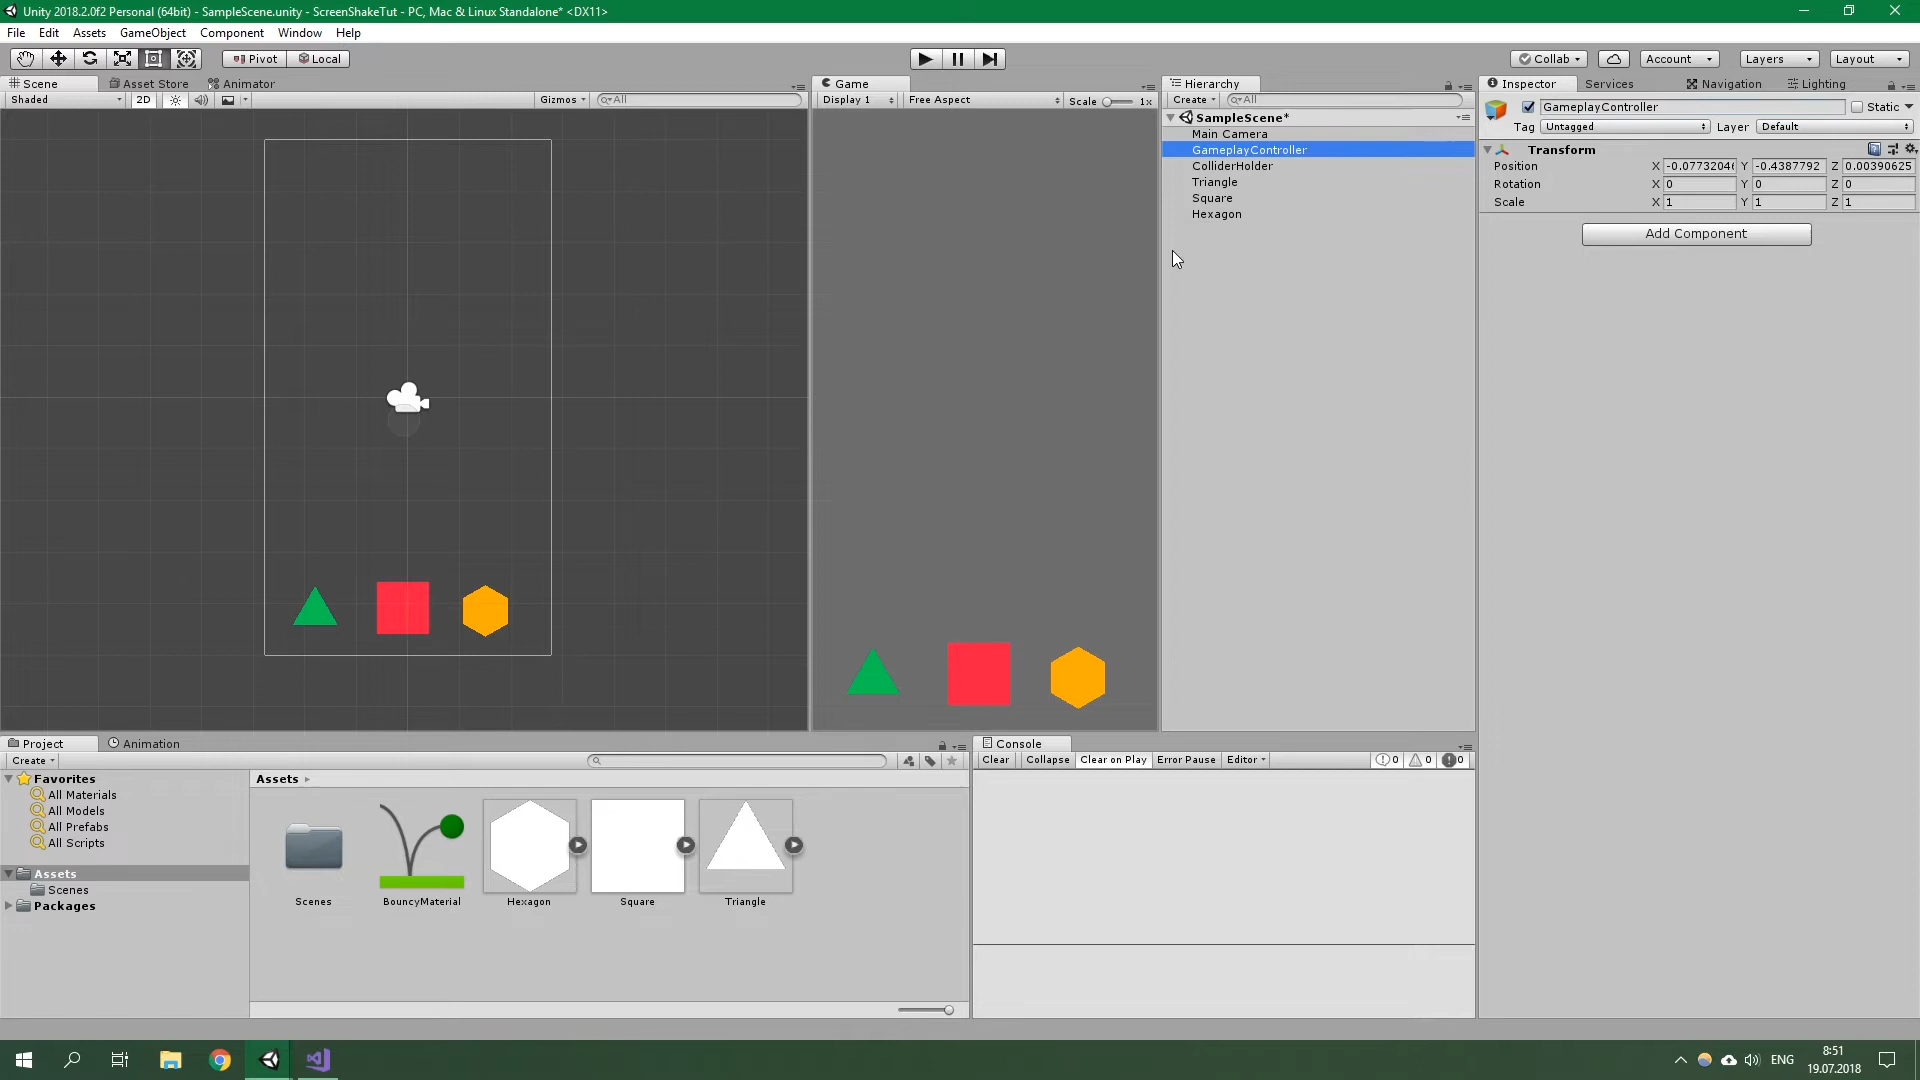 Unity 2018.2.0f2 Personal (64bit) - SampleScene.unity - ScreenShakeTut - PC, Mac & Linux Standalone* <DX11>
File Edit Assets GameObject Component Window Help
Pivot Local Collab Account Layers Layout
Scene Asset Store Animator
Shaded 2D Gizmos All
Game
Display 1 Free Aspect Scale 1x
Hierarchy
Create All
SampleScene*
Main Camera
GameplayController
ColliderHolder
Triangle
Square
Hexagon
Inspector Services Navigation Lighting
GameplayController Static
Tag Untagged Layer Default
Transform
Position X -0.0773204 Y -0.4387792 Z 0.00390625
Rotation X 0 Y 0 Z 0
Scale X 1 Y 1 Z 1
Add Component
Project Animation
Create
Favorites
All Materials
All Models
All Prefabs
All Scripts
Assets
Scenes
Packages
Assets
Scenes BouncyMaterial Hexagon Square Triangle
Console
Clear Collapse Clear on Play Error Pause Editor 0 0 0
ENG
8:51
19.07.2018